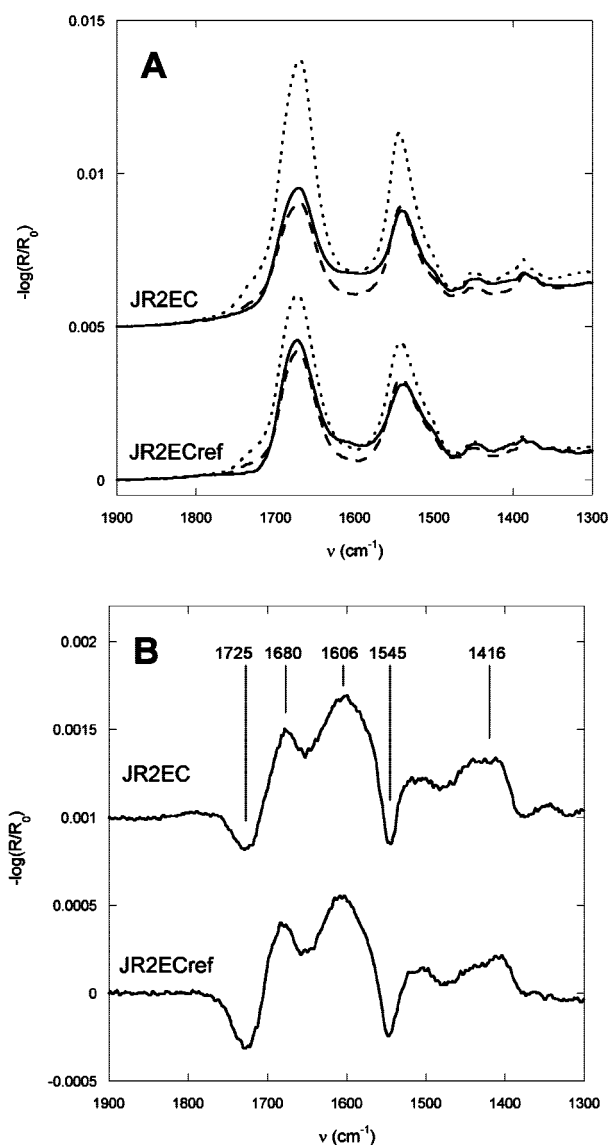 A
0.015
0.01
0.005
0
-log(R/R0)
JR2EC
JR2ECref
1900 1800 1700 1600 1500 1400 1300
ν (cm-1)
B
1725 1680 1606 1545 1416
0.002
0.0015
0.001
0.0005
0
-0.0005
-log(R/R0)
JR2EC
JR2ECref
1900 1800 1700 1600 1500 1400 1300
ν (cm-1)